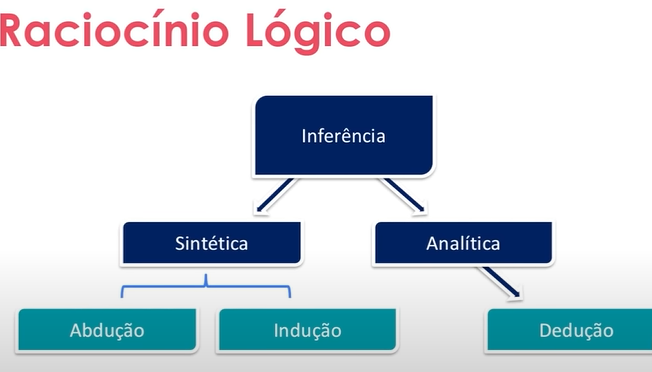 Raciocínio Lógico
Inferência
Sintética
Analítica
Abdução
Indução
Dedução